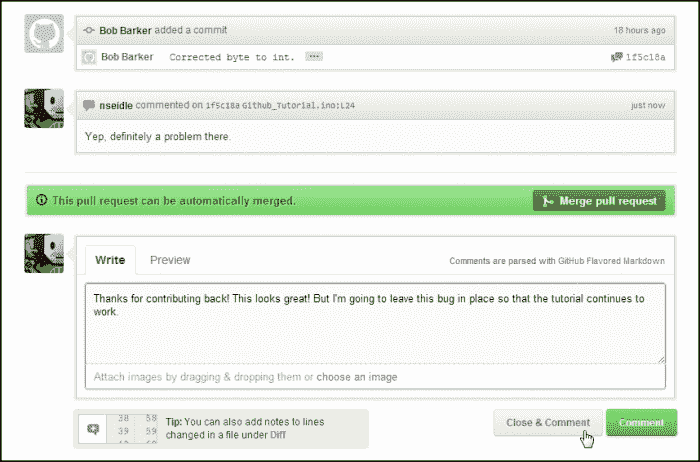 Bob Barker added a commit 18 hours ago
Bob Barker Corrected byte to int. ... 1f5c18a
nseidle commented on 1f5c18a Github_Tutorial.ino:L24 just now
Yep, definitely a problem there.
This pull request can be automatically merged. Merge pull request
Write Preview Comments are parsed with GitHub Flavored Markdown
Thanks for contributing back! This looks great! But I'm going to leave this bug in place so that the tutorial continues to
work.
Attach images by dragging & dropping them or choose an image
38 58 Tip: You can also add notes to lines
39 59 changed in a file under Diff
Close & Comment Comment